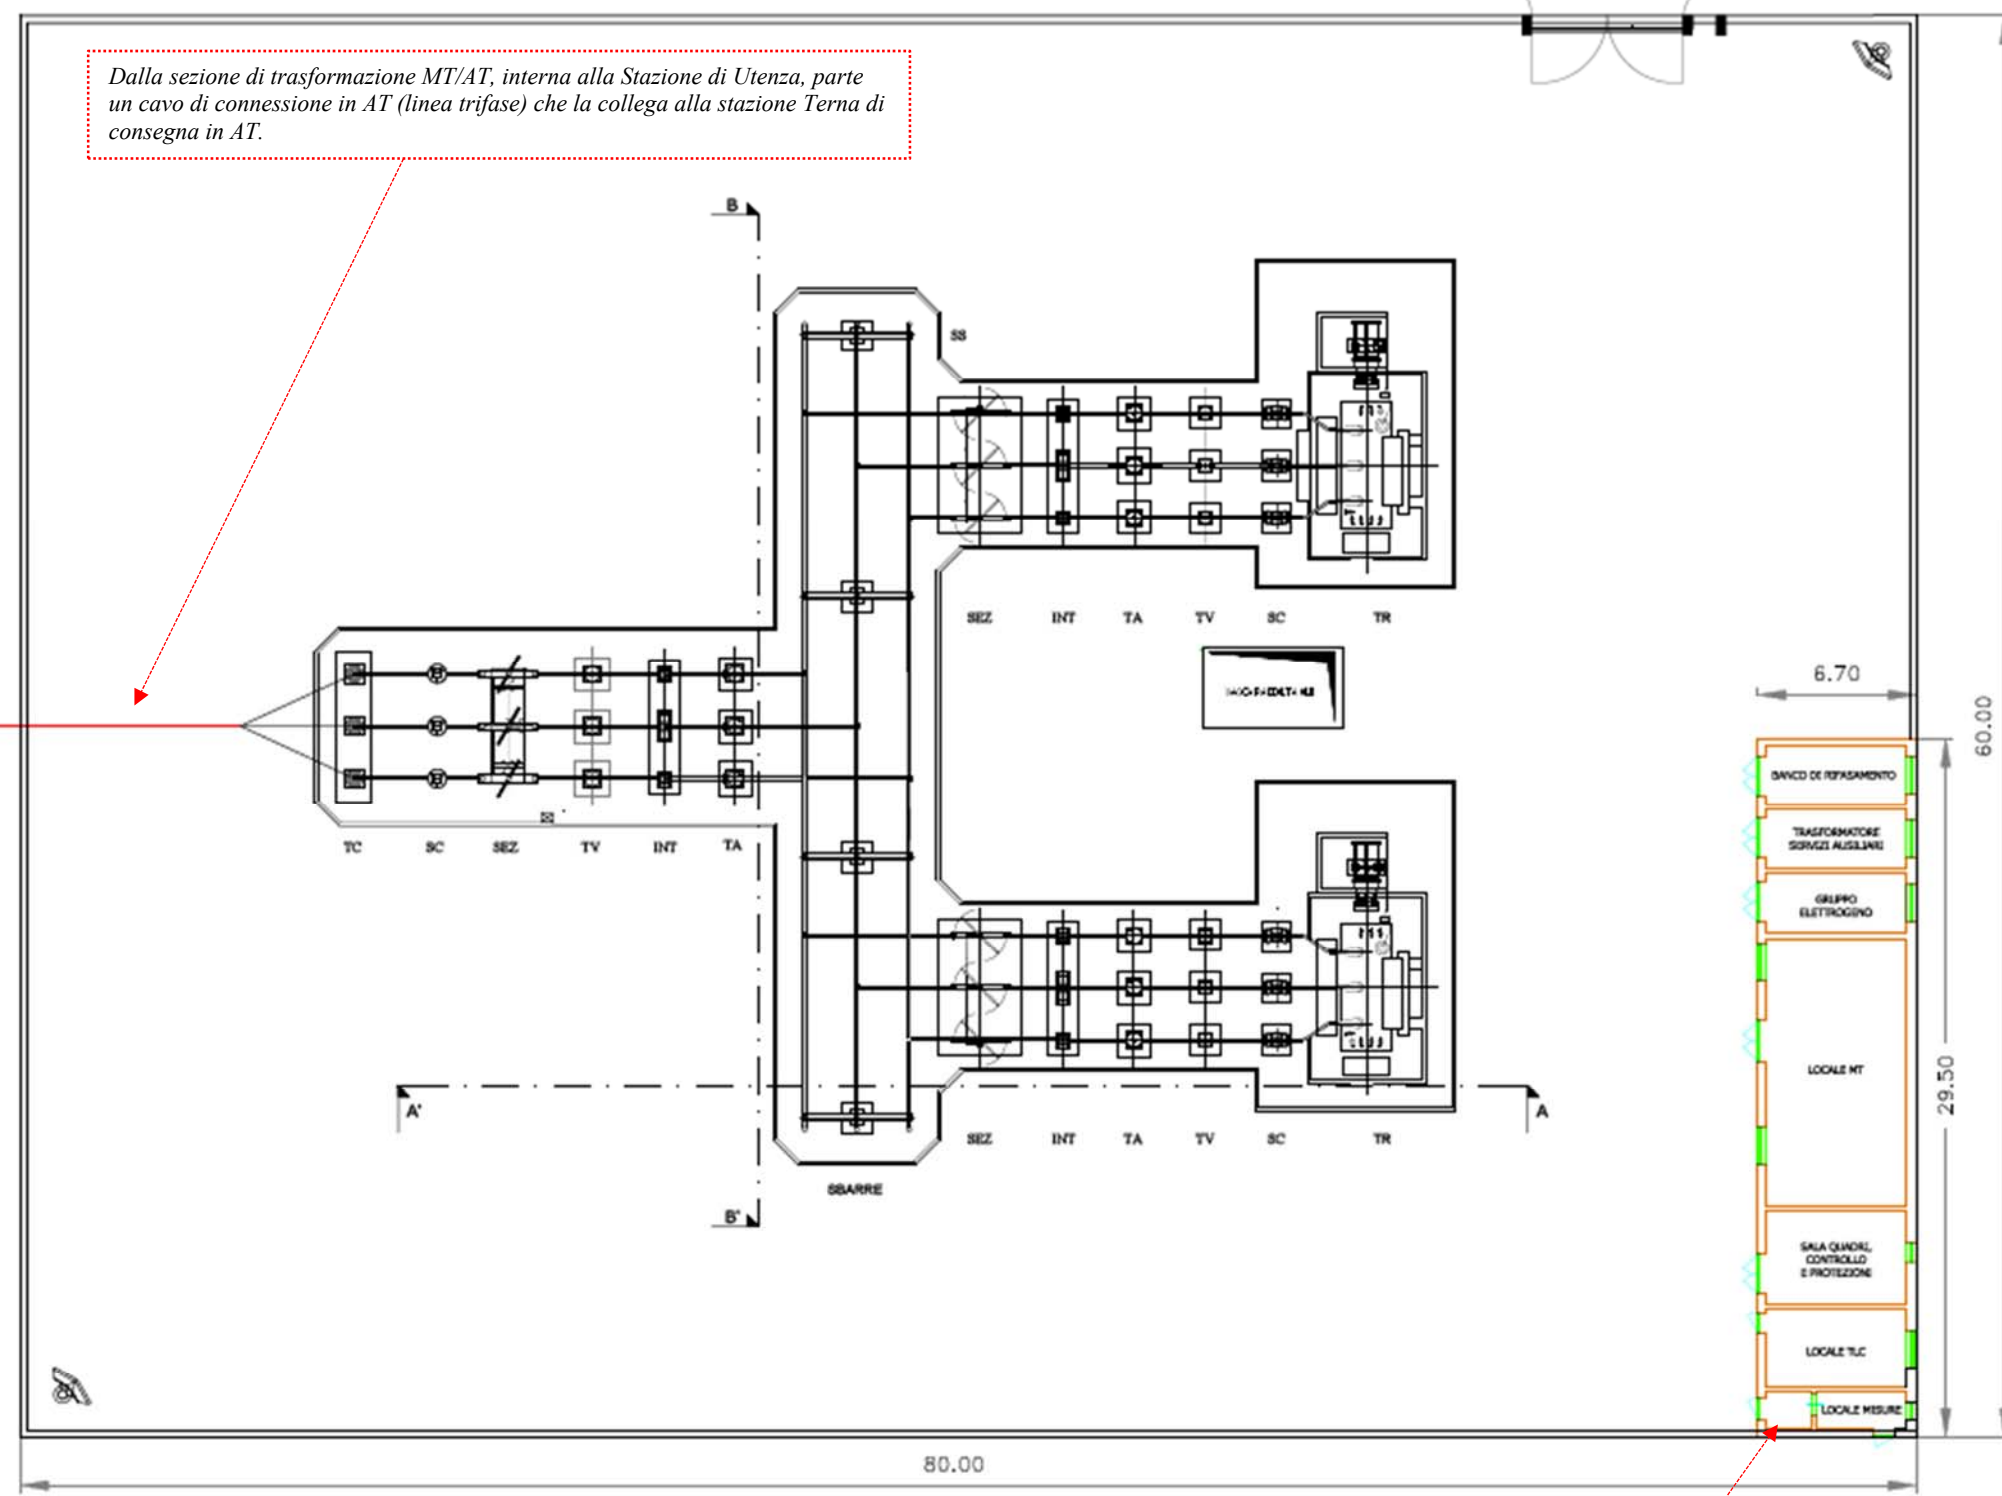 Dalla sezione di trasformazione MT/AT, interna alla Stazione di Utenza, parte
un cavo di connessione in AT (linea trifase) che la collega alla stazione Terna di
consegna in AT.
B
SS
SEZ INT TA TV SC TR
6.70
60.00
BANCO DI RIFASAMENTO
TRASFORMATORE
SERVIZI AUSILIARI
TC SC SEZ TV INT TA
GRUPPO
ELETTROGENO
LOCALE MT
29.50
A' A
SEZ INT TA TV SC TR
SBARRE
B'
SALA QUADRI,
CONTROLLO
E PROTEZIONE
LOCALE TLC
LOCALE MISURE
80.00